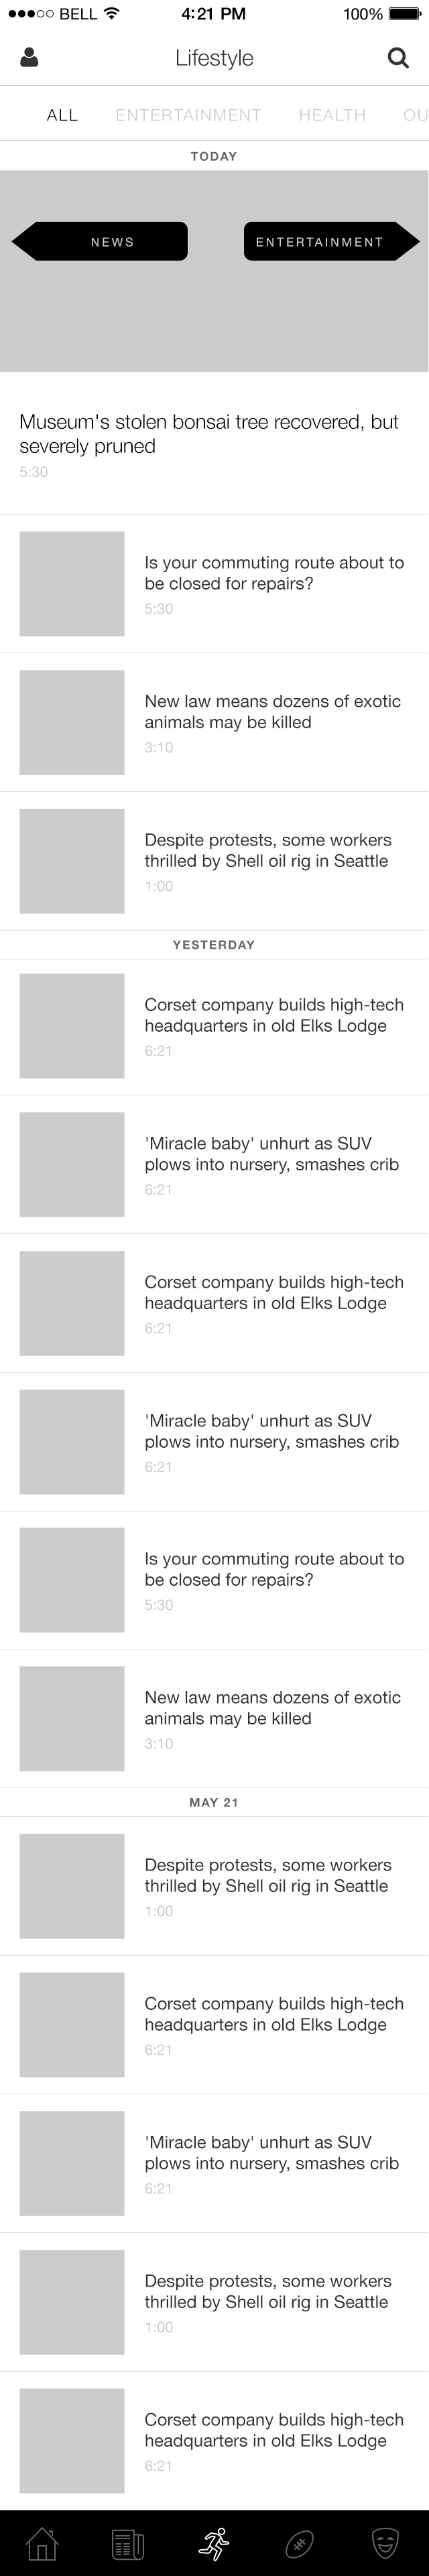 BELL 4:21 PM 100%
Lifestyle
ALL ENTERTAINMENT HEALTH OU
TODAY
NEWS ENTERTAINMENT
Museum's stolen bonsai tree recovered, but
severely pruned
5:30
Is your commuting route about to
be closed for repairs?
5:30
New law means dozens of exotic
animals may be killed
3:10
Despite protests, some workers
thrilled by Shell oil rig in Seattle
1:00
YESTERDAY
Corset company builds high-tech
headquarters in old Elks Lodge
6:21
'Miracle baby' unhurt as SUV
plows into nursery, smashes crib
6:21
Corset company builds high-tech
headquarters in old Elks Lodge
6:21
'Miracle baby' unhurt as SUV
plows into nursery, smashes crib
6:21
Is your commuting route about to
be closed for repairs?
5:30
New law means dozens of exotic
animals may be killed
3:10
MAY 21
Despite protests, some workers
thrilled by Shell oil rig in Seattle
1:00
Corset company builds high-tech
headquarters in old Elks Lodge
6:21
'Miracle baby' unhurt as SUV
plows into nursery, smashes crib
6:21
Despite protests, some workers
thrilled by Shell oil rig in Seattle
1:00
Corset company builds high-tech
headquarters in old Elks Lodge
6:21